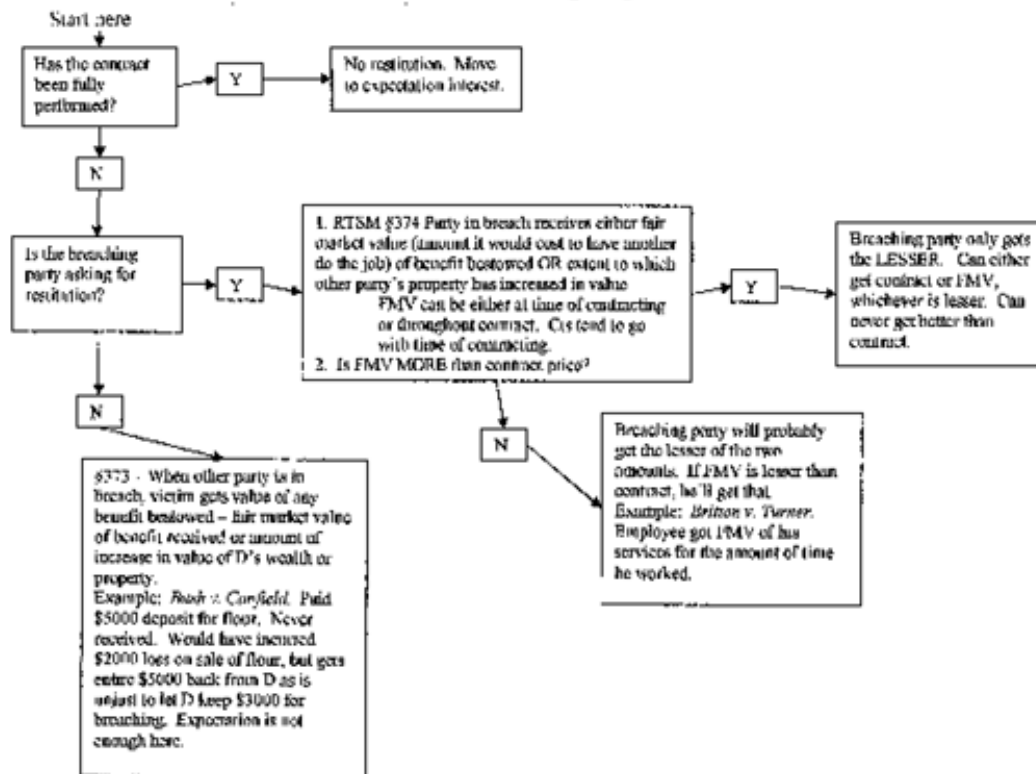 Start here
Has the contract
been fully
performed?
Y
No restitution. Move
to expectation interest.
N
Is the breaching
party asking for
restitution?
Y
1. RTSM §374 Party in breach receives either fair
market value (amount it would cost to have another
do the job) of benefit bestowed OR extent to which
other party's property has increased in value
FMV can be either at time of contracting
or throughout contract. Cts tend to go
with time of contracting.
2. Is FMV MORE than contract price?
Y
Breaching party only gets
the LESSER. Can either
get contract or FMV,
whichever is lesser. Can
never get better than
contract.
N
N
Breaching party will probably
get the lesser of the two
amounts. If FMV is lesser than
contract, he'll get that.
Example: Britton v. Turner.
Employee got FMV of his
services for the amount of time
he worked.
§373 - When other party is in
breach, victim gets value of any
benefit bestowed – fair market value
of benefit received or amount of
increase in value of D's wealth or
property.
Example: Bush v. Canfield. Paid
$5000 deposit for flour. Never
received. Would have incurred
$2000 loss on sale of flour, but gets
entire $5000 back from D as is
unjust to let D keep $3000 for
breaching. Expectation is not
enough here.